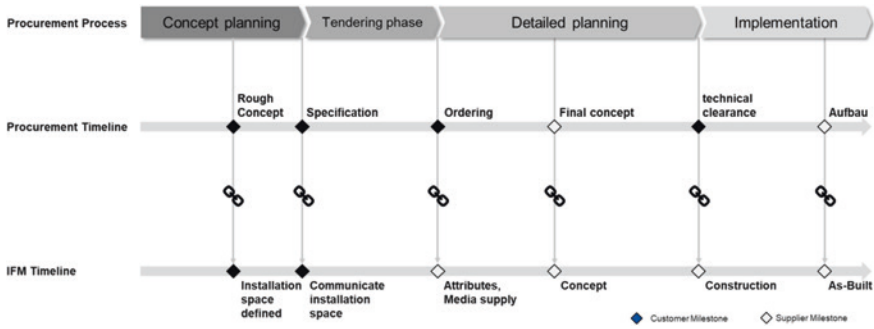 Procurement Process
Concept planning
Tendering phase
Detailed planning
Implementation
Rough
Concept
Specification
Ordering
Final concept
technical
clearance
Aufbau
Procurement Timeline
IFM Timeline
Installation
space
defined
Communicate
installation
space
Attributes,
Media supply
Concept
Construction
As-Built
Customer Milestone
Supplier Milestone